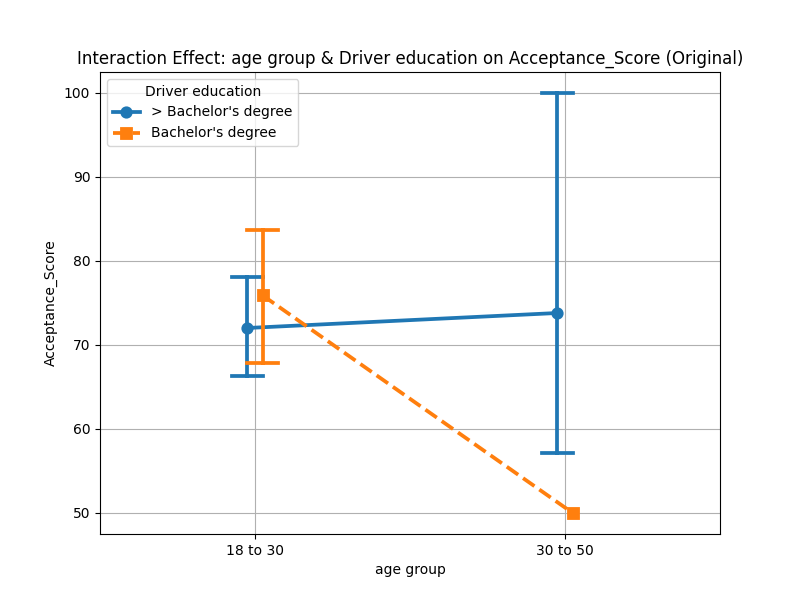 Interaction Effect: age group & Driver education on Acceptance_Score (Original)
Driver education
> Bachelor's degree
Bachelor's degree
Acceptance_Score
100
90
80
70
60
50
18 to 30
30 to 50
age group